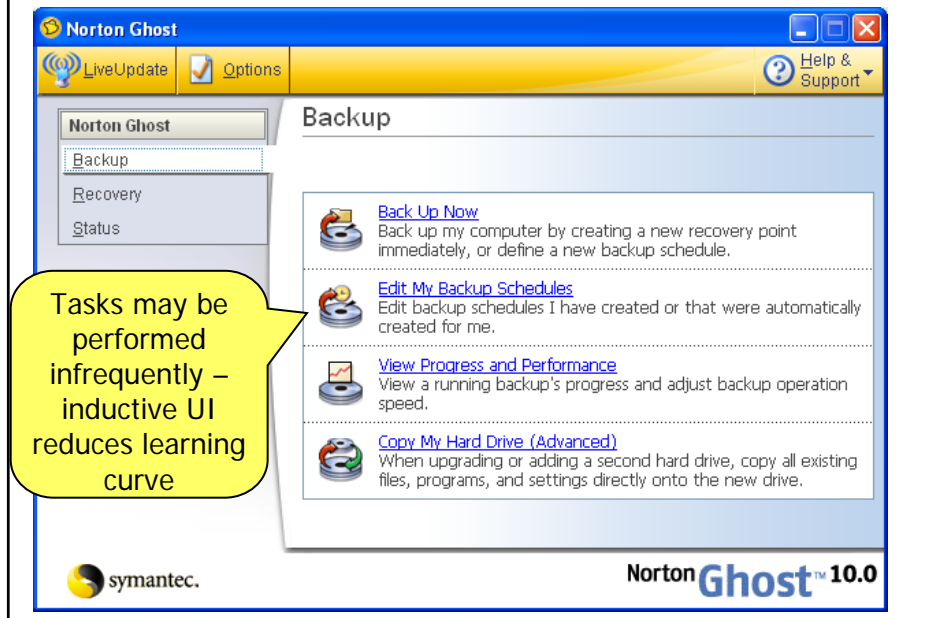 Norton Ghost
LiveUpdate
Options
Help &
Support
Norton Ghost
Backup
Recovery
Status
Backup
Back Up Now
Back up my computer by creating a new recovery point
immediately, or define a new backup schedule.
Edit My Backup Schedules
Edit backup schedules I have created or that were automatically
created for me.
View Progress and Performance
View a running backup's progress and adjust backup operation
speed.
Copy My Hard Drive (Advanced)
When upgrading or adding a second hard drive, copy all existing
files, programs, and settings directly onto the new drive.
Tasks may be
performed
infrequently –
inductive UI
reduces learning
curve
symantec.
Norton Ghost™ 10.0